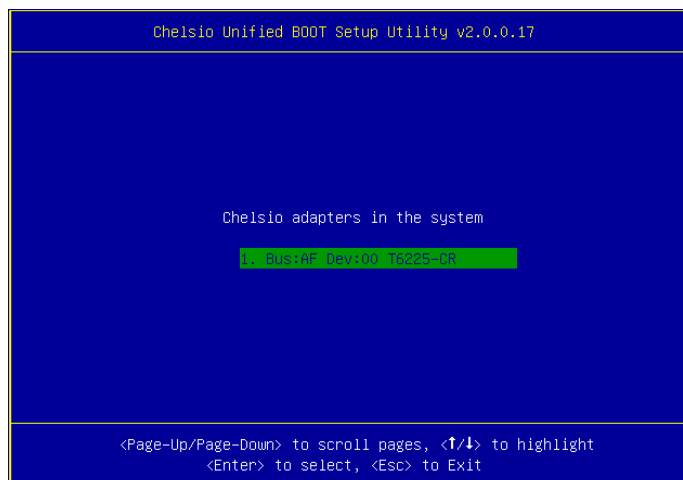 Chelsio Unified BOOT Setup Utility v2.0.0.17
Chelsio adapters in the system
1. Bus:AF Dev:00 T6225-CR
<Page-Up/Page-Down> to scroll pages, <↑/↓> to highlight
<Enter> to select, <Esc> to Exit